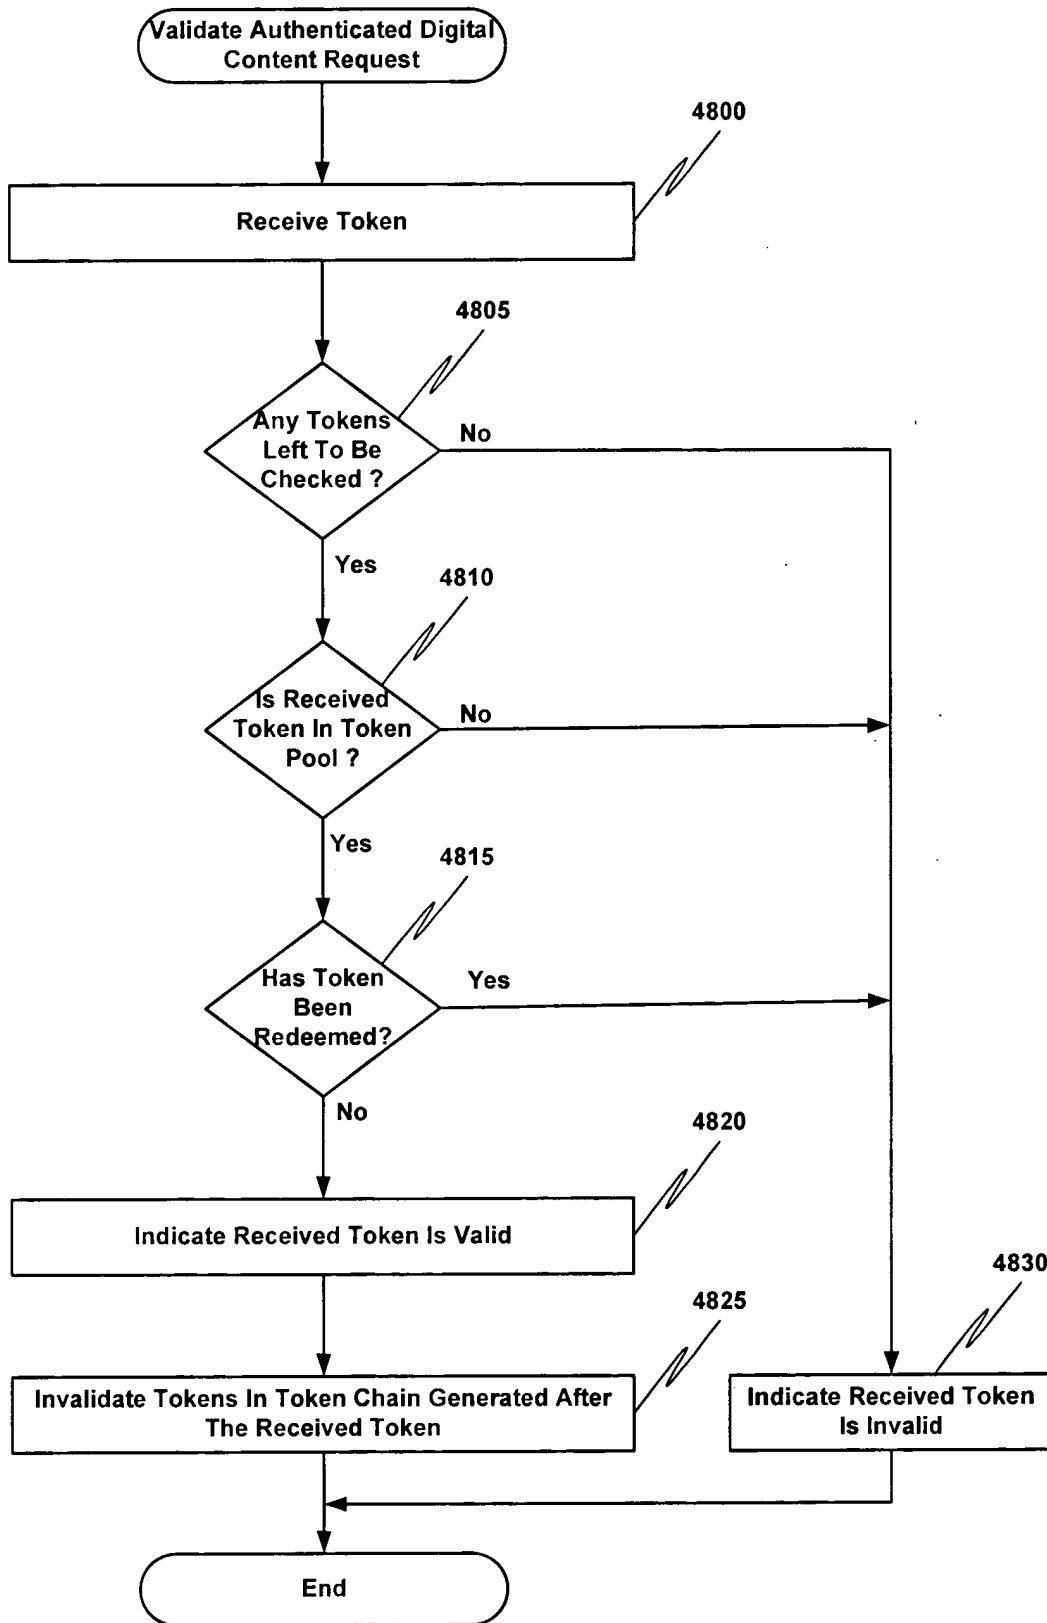 Validate Authenticated Digital
Content Request
4800
Receive Token
4805
Any Tokens
Left To Be
Checked ?
No
Yes
4810
Is Received
Token In Token
Pool ?
No
Yes
4815
Has Token
Been
Redeemed?
Yes
No
4820
Indicate Received Token Is Valid
4830
4825
Invalidate Tokens In Token Chain Generated After
The Received Token
Indicate Received Token
Is Invalid
End